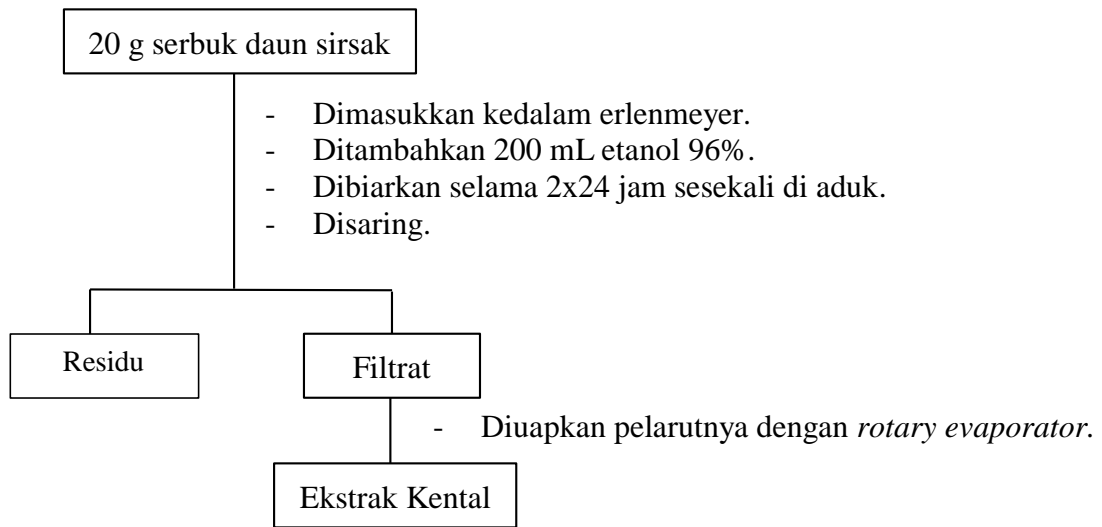 20 g serbuk daun sirsak
- Dimasukkan kedalam erlenmeyer.
- Ditambahkan 200 mL etanol 96%.
- Dibiarkan selama 2x24 jam sesekali di aduk.
- Disaring.
Residu
Filtrat
- Diuapkan pelarutnya dengan rotary evaporator.
Ekstrak Kental